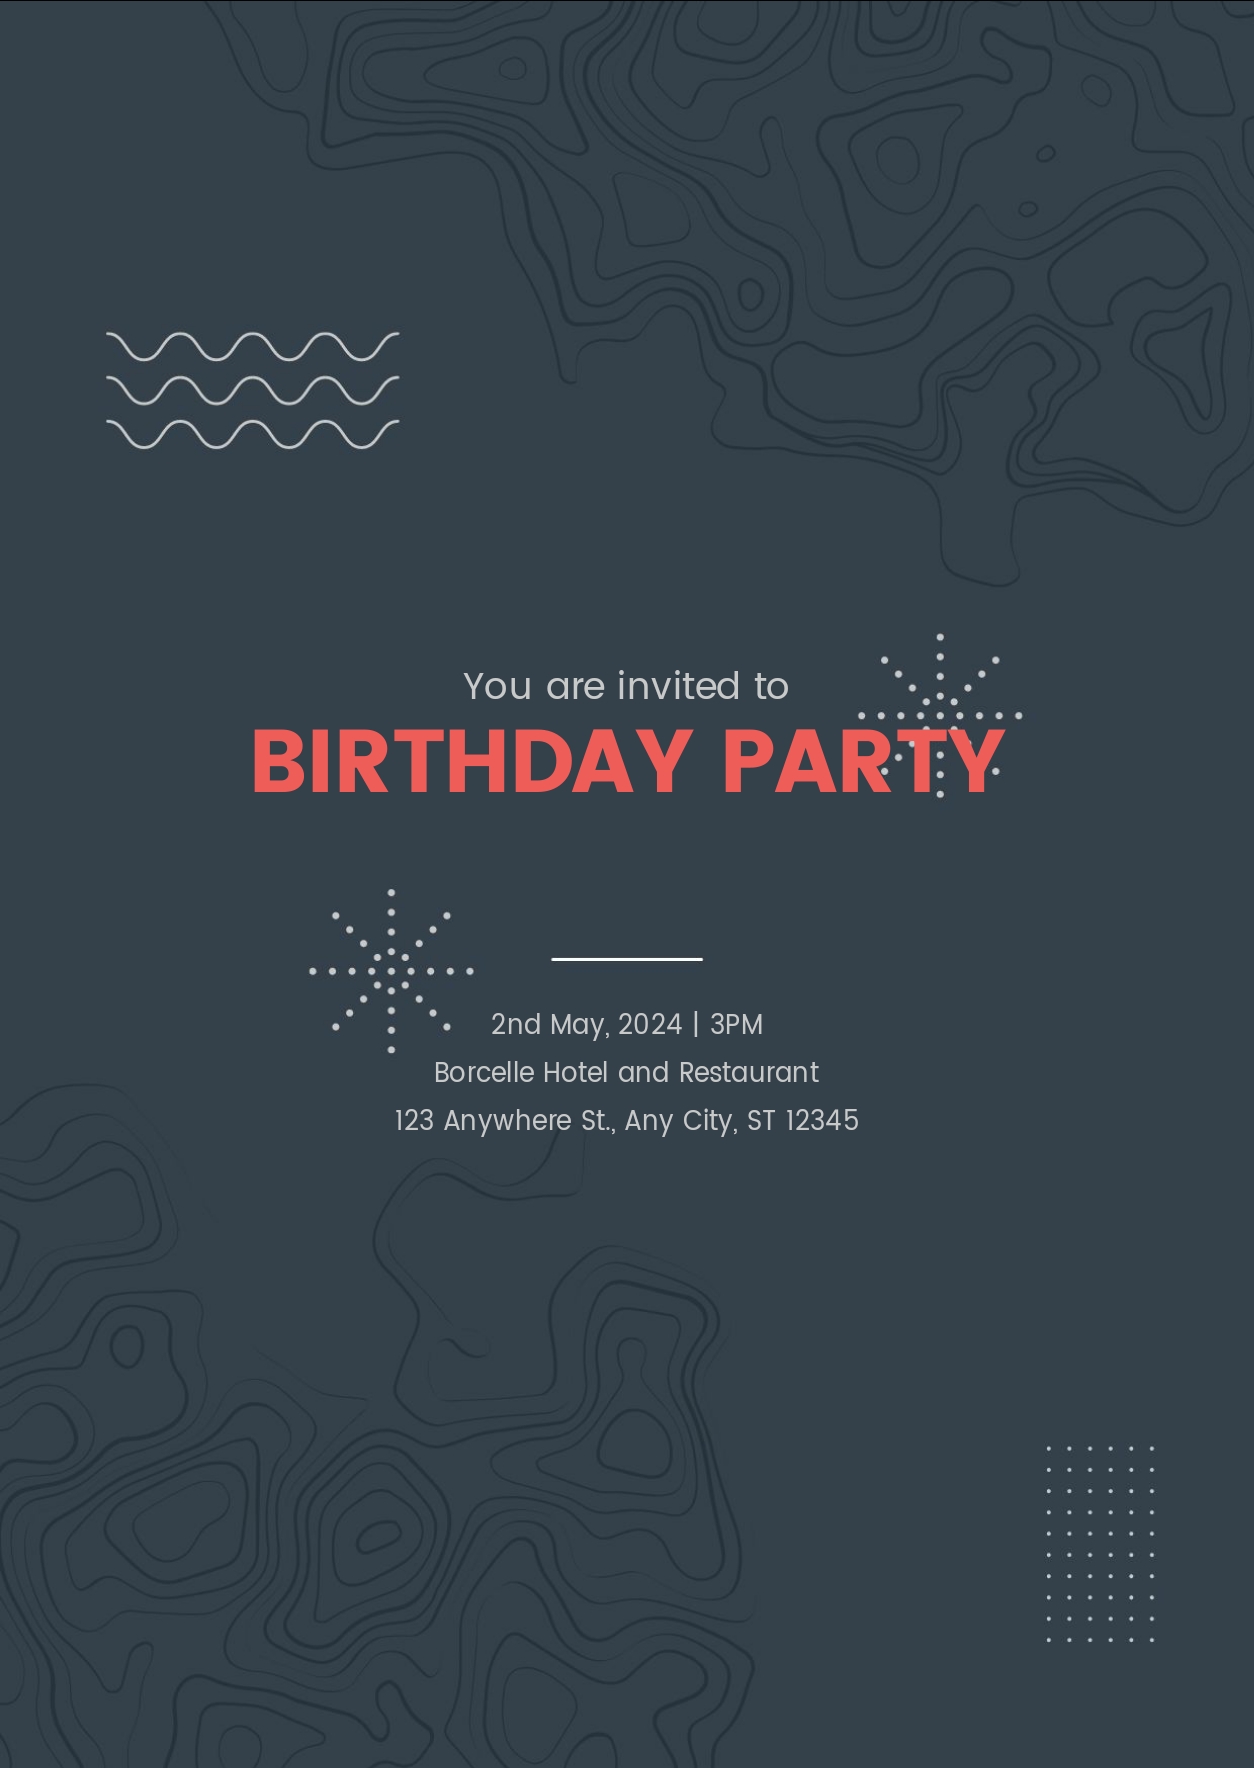 You are invited to
BIRTHDAY PARTY
2nd May, 2024 | 3PM
Borcelle Hotel and Restaurant
123 Anywhere St., Any City, ST 12345